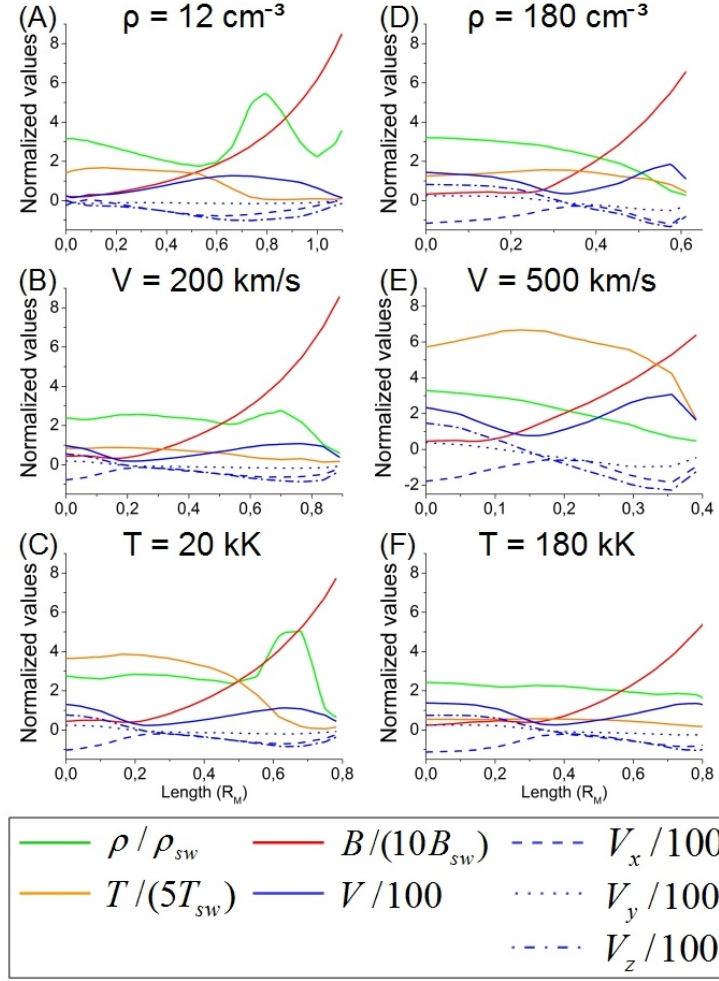 (A) ρ = 12 cm⁻³
Normalized values
8
6
4
2
0
0,0 0,2 0,4 0,6 0,8 1,0
(D) ρ = 180 cm⁻³
Normalized values
8
6
4
2
0
0,0 0,2 0,4 0,6
(B) V = 200 km/s
Normalized values
8
6
4
2
0
0,0 0,2 0,4 0,6 0,8
(E) V = 500 km/s
Normalized values
8
6
4
2
0
-2
0,0 0,1 0,2 0,3 0,4
(C) T = 20 kK
Normalized values
8
6
4
2
0
0,0 0,2 0,4 0,6 0,8
Length (R_M)
(F) T = 180 kK
Normalized values
8
6
4
2
0
0,0 0,2 0,4 0,6 0,8
Length (R_M)
ρ / ρ_sw B/(10B_sw) V_x/100
T/(5T_sw) V/100 V_y/100
V_z/100